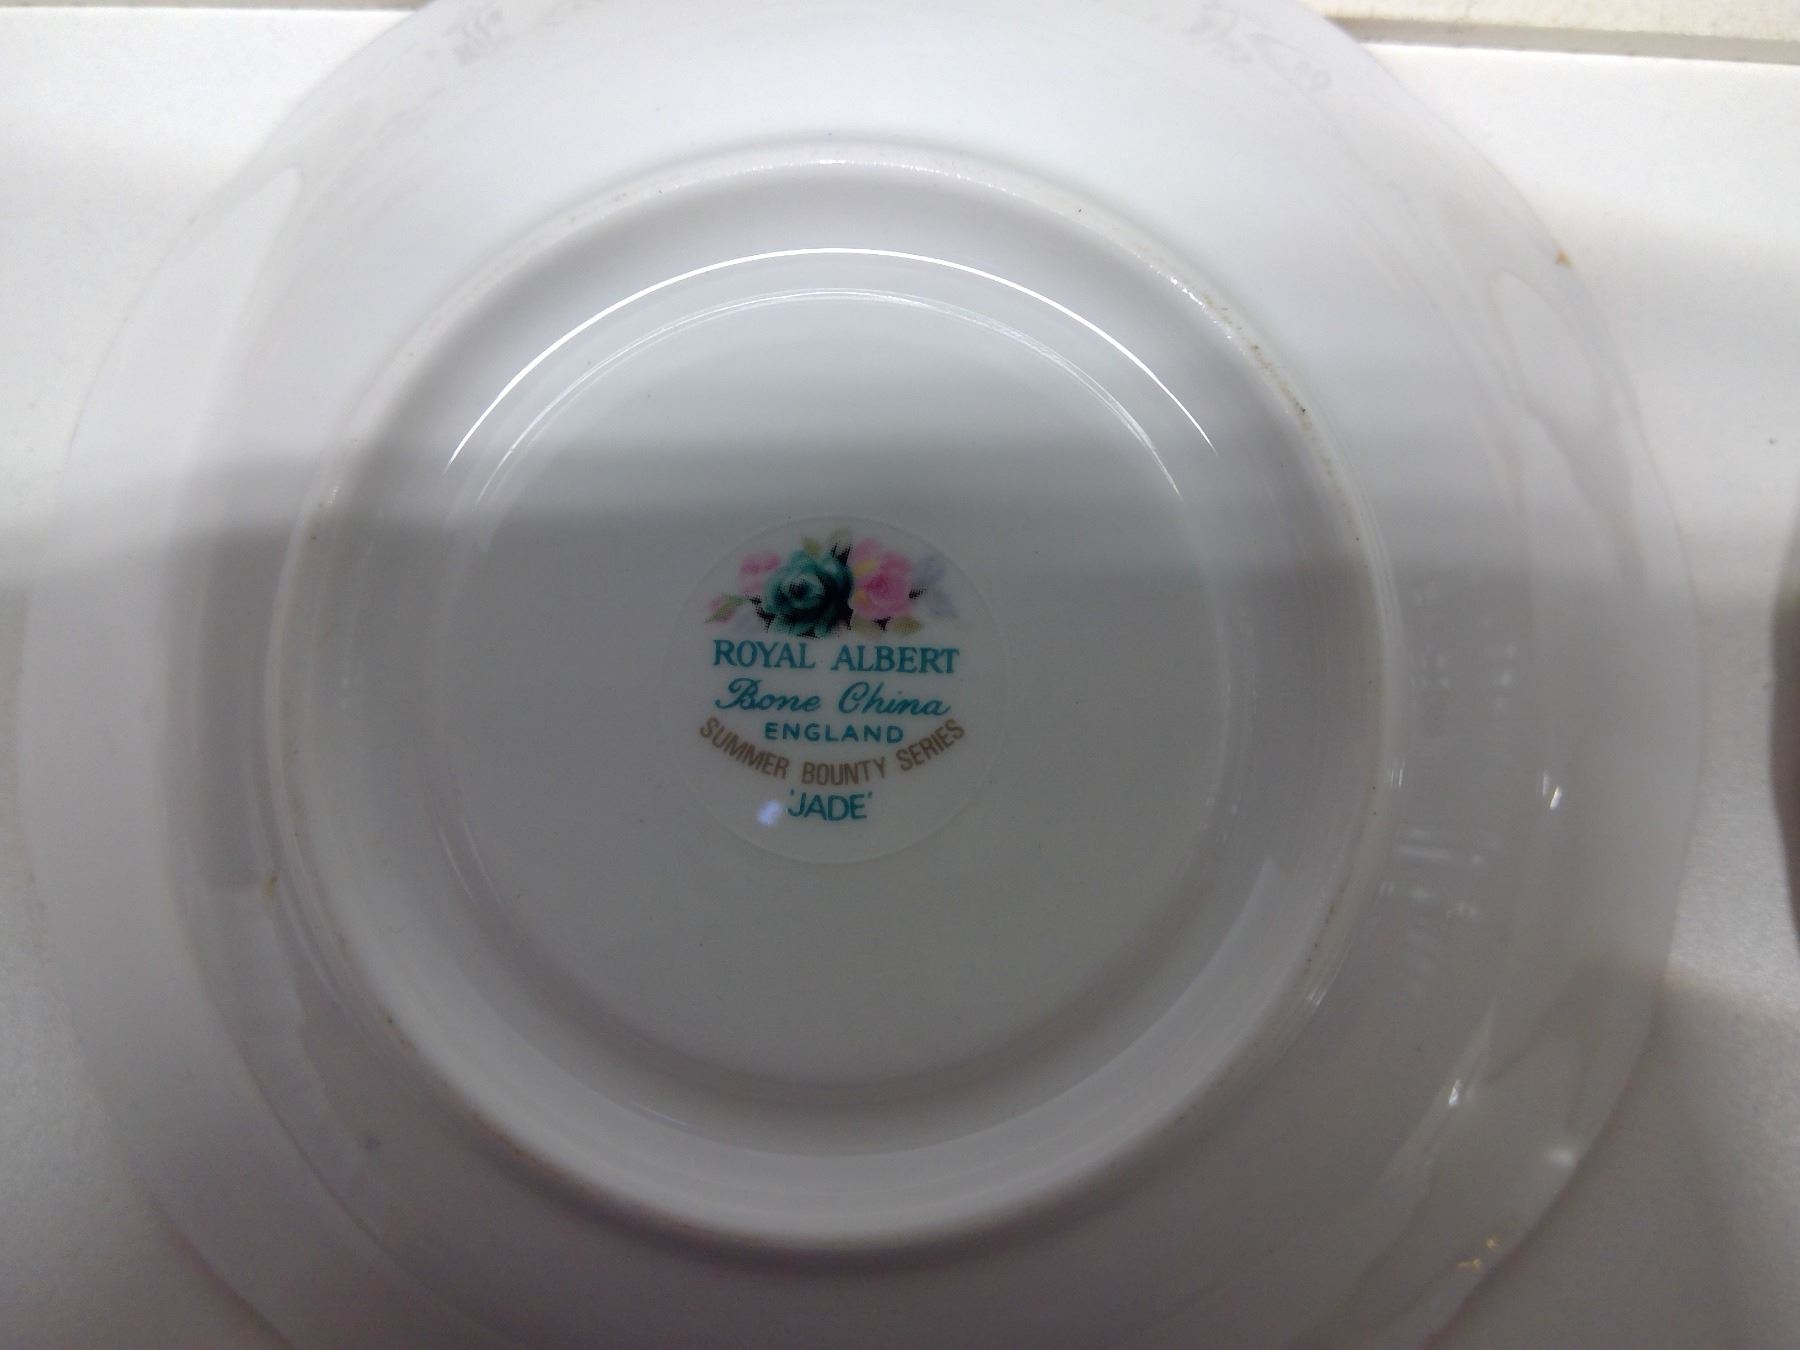 ROYAL ALBERT
Bone China
ENGLAND
SUMMER BOUNTY SERIES
'JADE'